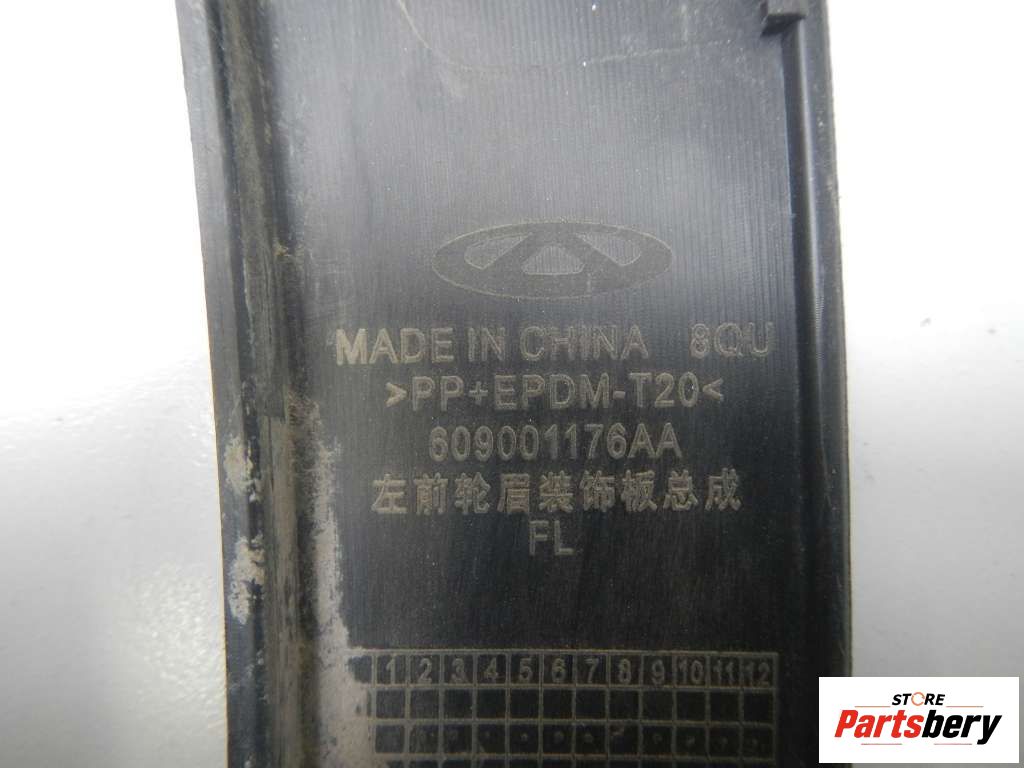 MADE IN CHINA 8QU
>PP+EPDM-T20<
609001176AA
左前轮眉装饰板总成
FL
1 2 3 4 5 6 7 8 9 10 11 12
STORE
Partsbery